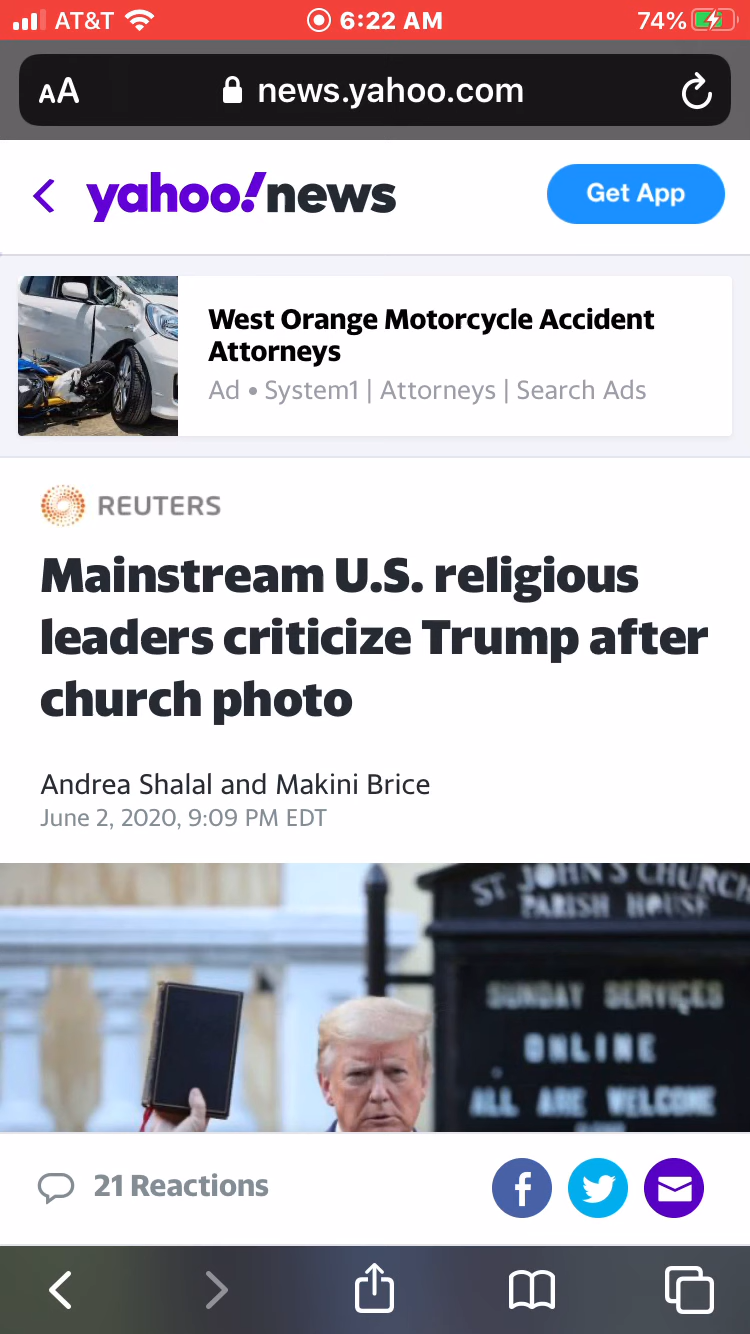 AT&T 6:22 AM 74%
AA news.yahoo.com
yahoo!news Get App
West Orange Motorcycle Accident
Attorneys
Ad • System1 | Attorneys | Search Ads
REUTERS
Mainstream U.S. religious
leaders criticize Trump after
church photo
Andrea Shalal and Makini Brice
June 2, 2020, 9:09 PM EDT
ST JOHN'S CHURCH
PARISH HOUSE
SUNDAY SERVICES
ONLINE
ALL ARE WELCOME
21 Reactions